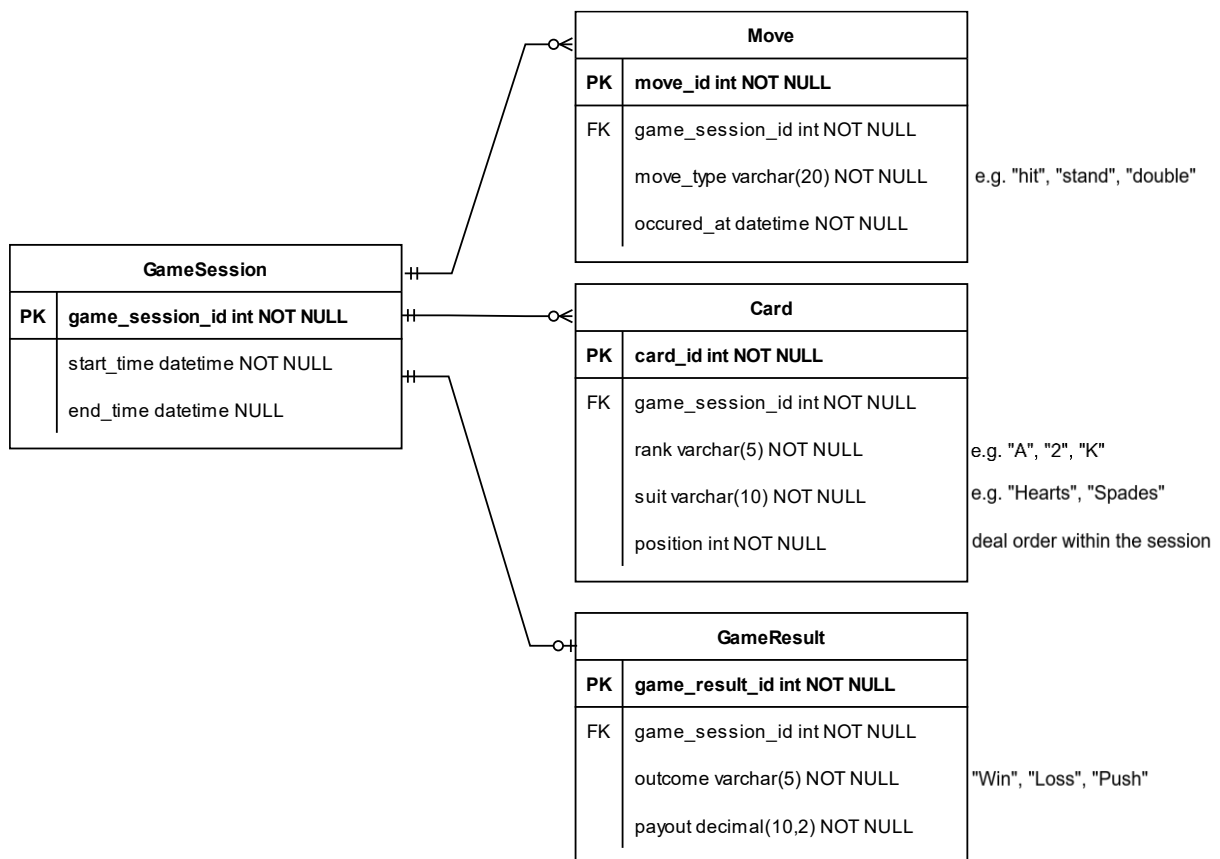 Move
PK move_id int NOT NULL
FK game_session_id int NOT NULL
move_type varchar(20) NOT NULL e.g. "hit", "stand", "double"
occured_at datetime NOT NULL
GameSession
PK game_session_id int NOT NULL
start_time datetime NOT NULL
end_time datetime NULL
Card
PK card_id int NOT NULL
FK game_session_id int NOT NULL
rank varchar(5) NOT NULL e.g. "A", "2", "K"
suit varchar(10) NOT NULL e.g. "Hearts", "Spades"
position int NOT NULL deal order within the session
GameResult
PK game_result_id int NOT NULL
FK game_session_id int NOT NULL
outcome varchar(5) NOT NULL "Win", "Loss", "Push"
payout decimal(10,2) NOT NULL